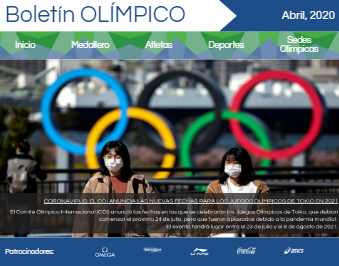 Boletín OLÍMPICO
Abril, 2020
Inicio Medallero Atletas Deportes Sedes Olímpicas
CORONAVIRUS: EL COI ANUNCIA LAS NUEVAS FECHAS PARA LOS JUEGOS OLÍMPICOS DE TOKIO EN 2021
El Comité Olímpico Internacional (COI) anunció las fechas en las que se celebrarán los Juegos Olímpicos de Tokio, que debían
comenzar el próximo 24 de julio, pero que fueron aplazados debido a la pandemia mundial.
El evento tendrá lugar entre el 23 de julio y el 8 de agosto de 2021.
Patrocinadores: OMEGA Coca-Cola asics